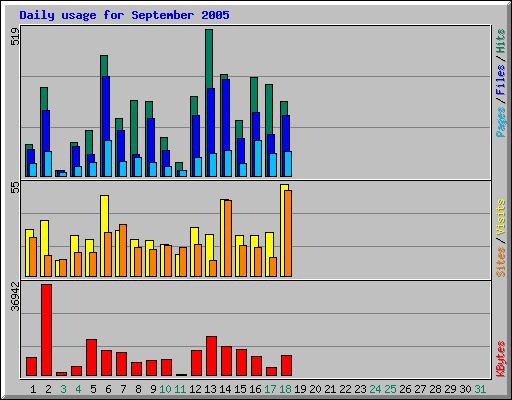 Daily usage for September 2005
519
Pages / Files / Hits
55
Sites / Visits
36942
KBytes
1 2 3 4 5 6 7 8 9 10 11 12 13 14 15 16 17 18 19 20 21 22 23 24 25 26 27 28 29 30 31